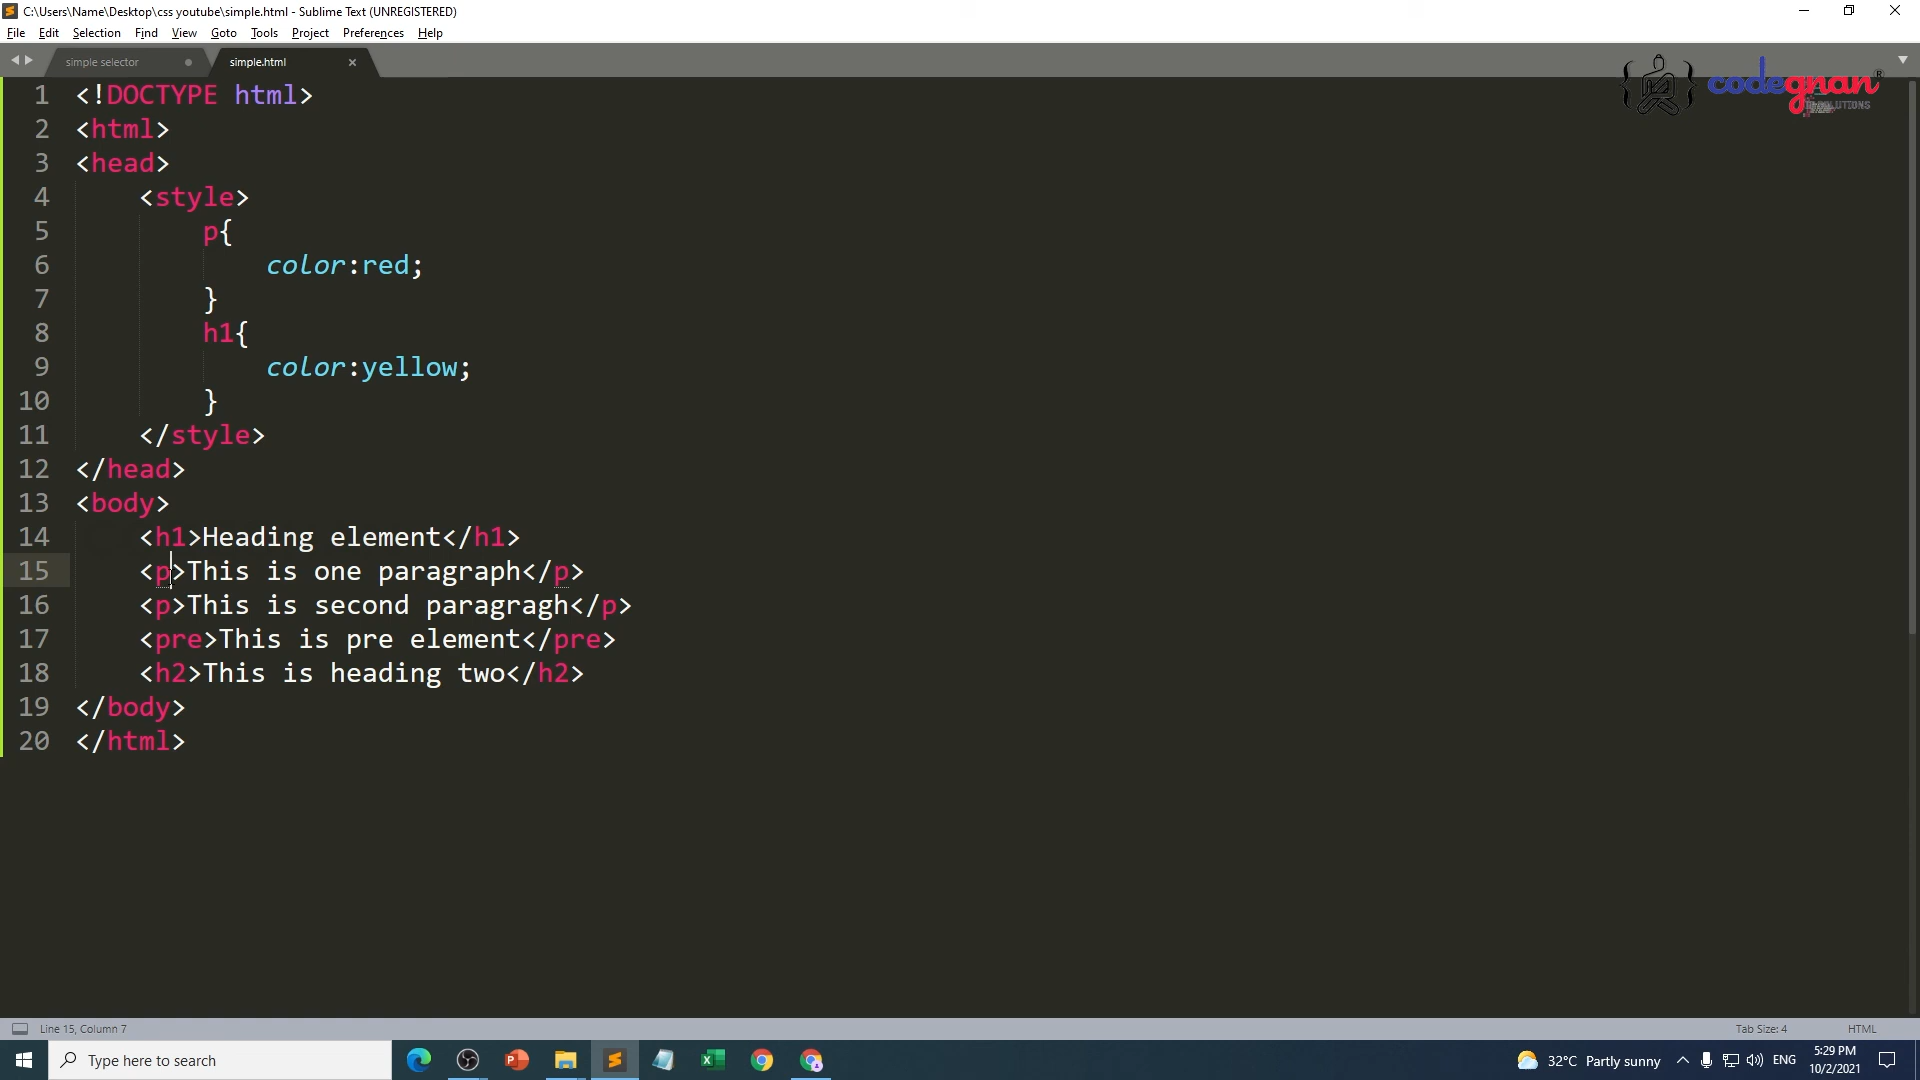 C:\Users\Name\Desktop\css youtube\simple.html - Sublime Text (UNREGISTERED)
File Edit Selection Find View Goto Tools Project Preferences Help
simple selector simple.html
codegnan
IT SOLUTIONS
1 <!DOCTYPE html>
2 <html>
3 <head>
4 <style>
5 p{
6 color:red;
7 }
8 h1{
9 color:yellow;
10 }
11 </style>
12 </head>
13 <body>
14 <h1>Heading element</h1>
15 <p>This is one paragraph</p>
16 <p>This is second paragragh</p>
17 <pre>This is pre element</pre>
18 <h2>This is heading two</h2>
19 </body>
20 </html>
Line 15, Column 7 Tab Size: 4 HTML
Type here to search 32°C Partly sunny ENG 5:29 PM
10/2/2021